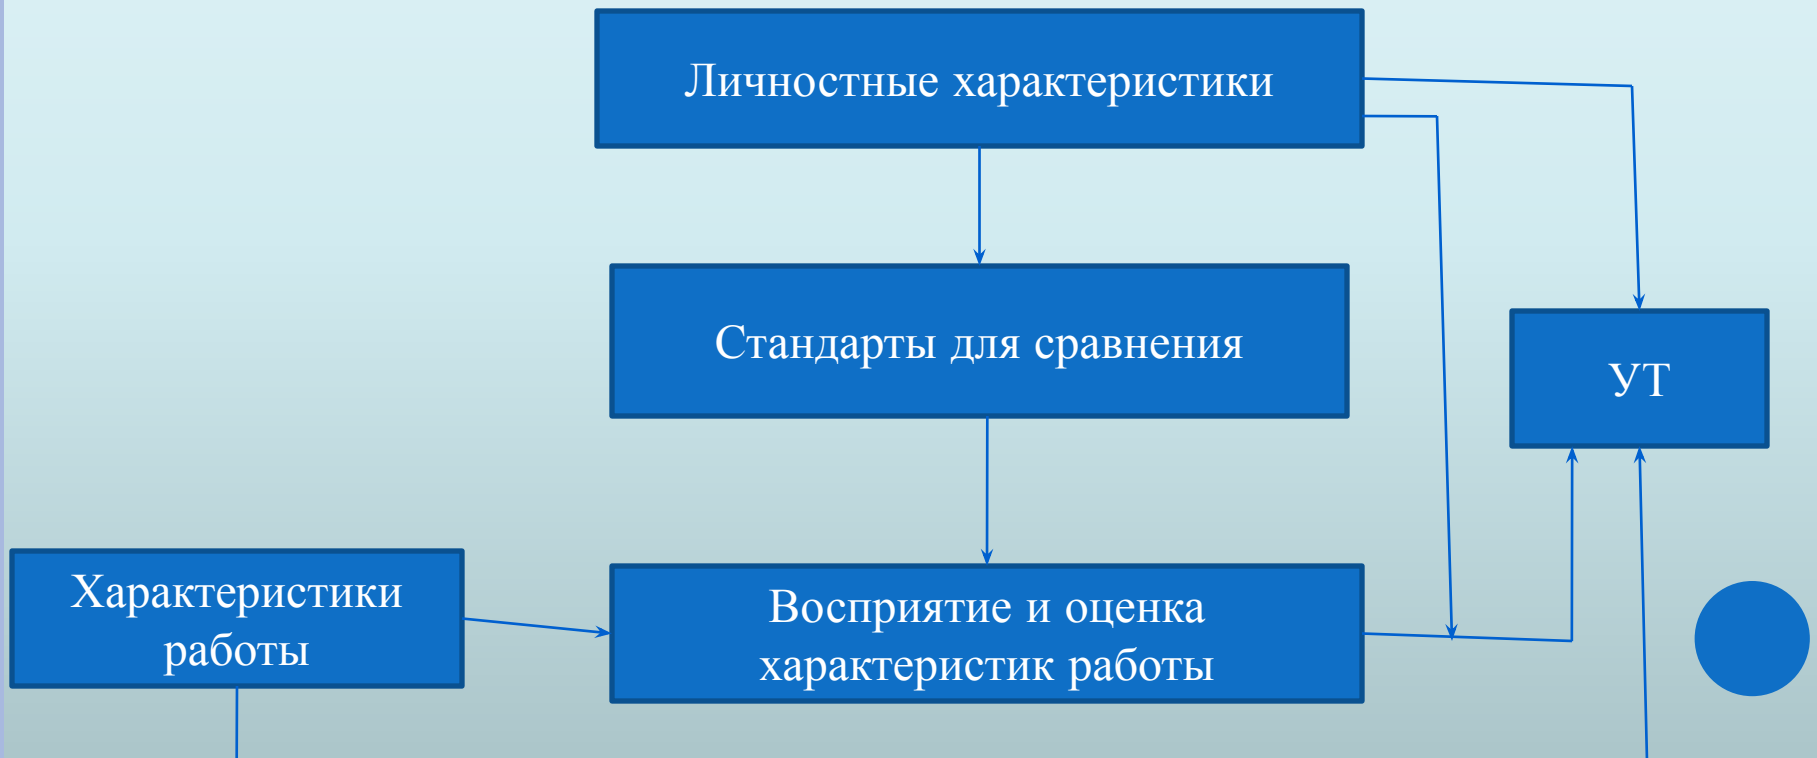 Личностные характеристики
Стандарты для сравнения
УТ
Характеристики
работы
Восприятие и оценка
характеристик работы